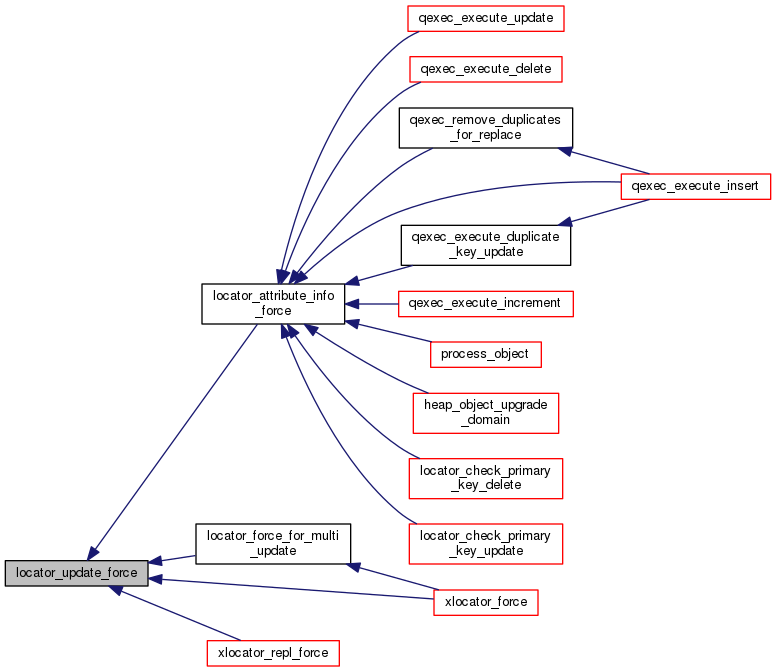 qexec_execute_update
qexec_execute_delete
qexec_remove_duplicates
_for_replace
qexec_execute_insert
qexec_execute_duplicate
_key_update
locator_attribute_info
_force
qexec_execute_increment
process_object
heap_object_upgrade
_domain
locator_check_primary
_key_delete
locator_check_primary
_key_update
locator_force_for_multi
_update
locator_update_force
xlocator_force
xlocator_repl_force